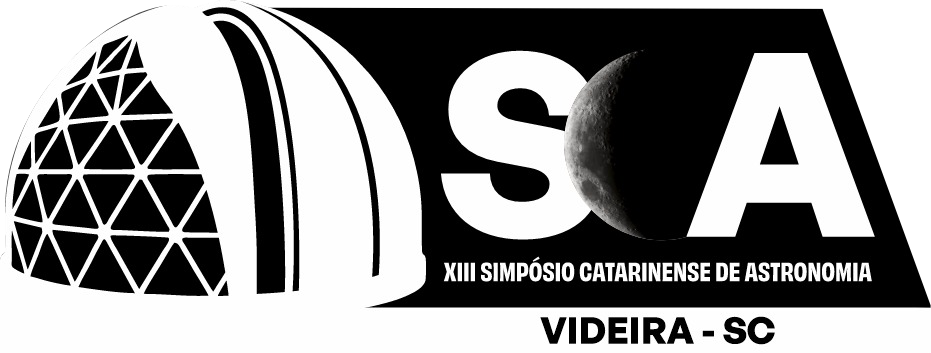 SCA
XIII SIMPÓSIO CATARINENSE DE ASTRONOMIA
VIDEIRA - SC